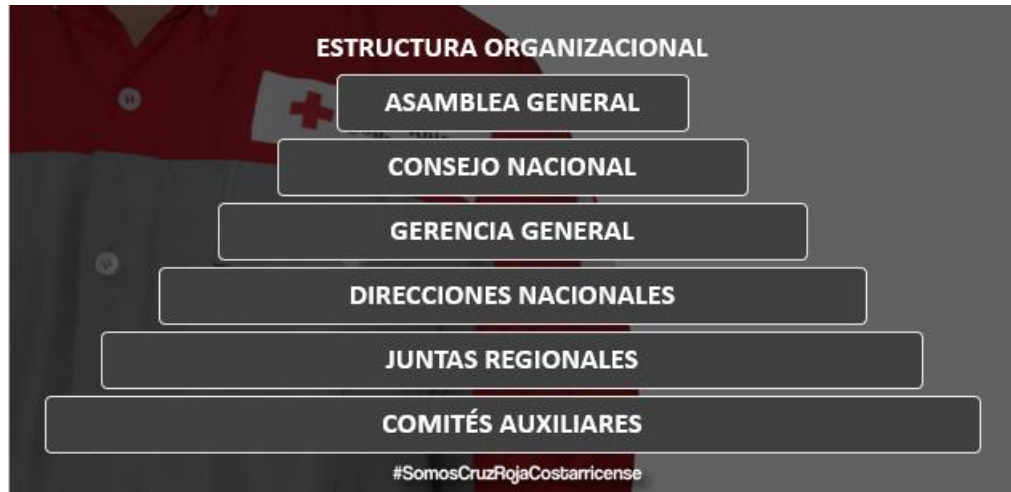 ESTRUCTURA ORGANIZACIONAL
ASAMBLEA GENERAL
CONSEJO NACIONAL
GERENCIA GENERAL
DIRECCIONES NACIONALES
JUNTAS REGIONALES
COMITÉS AUXILIARES
#SomosCruzRojaCostarricense